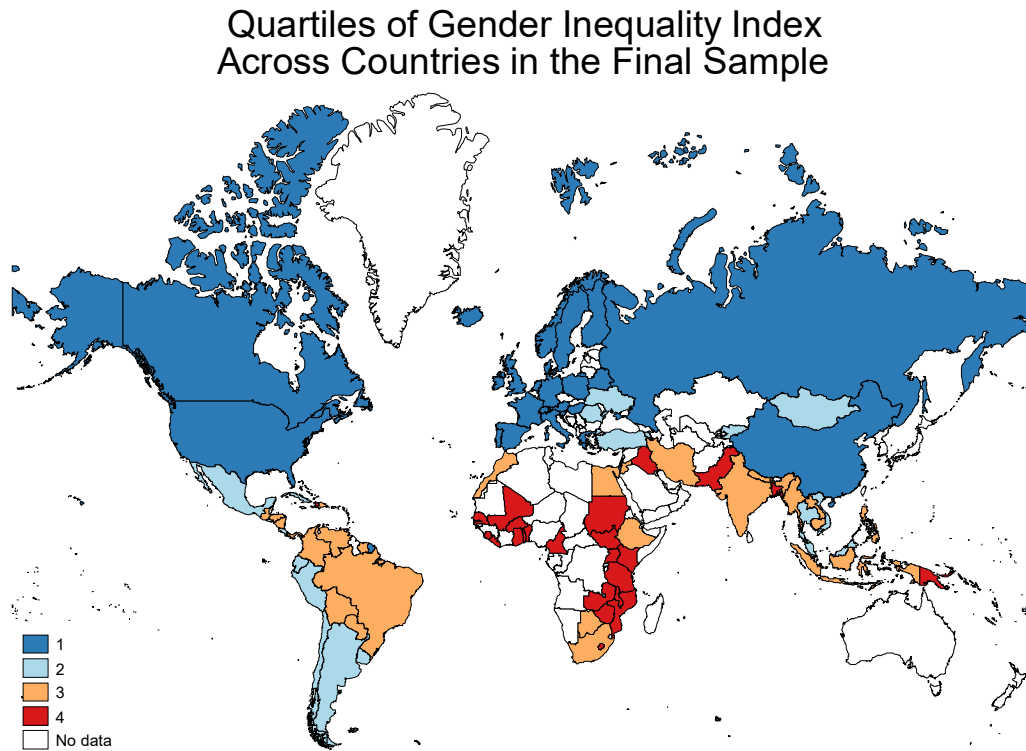 Quartiles of Gender Inequality Index
Across Countries in the Final Sample
1
2
3
4
No data